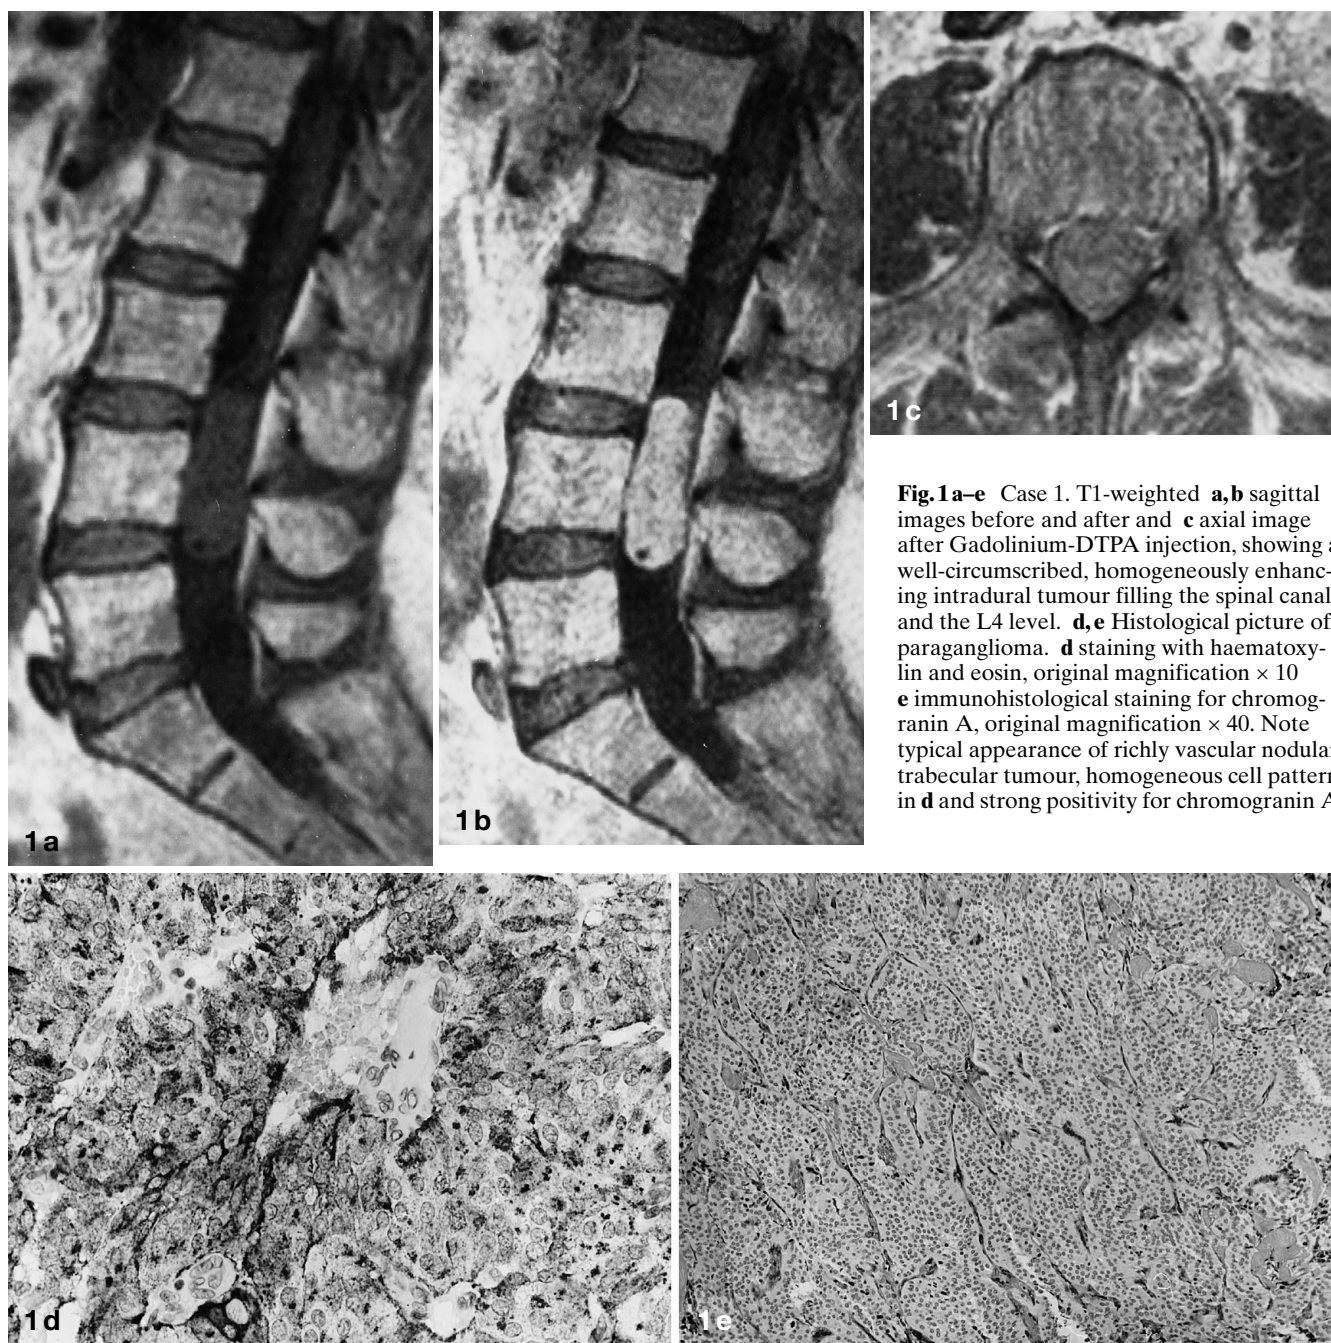 1a
1b
1c
Fig.1a–e Case 1. T1-weighted a,b sagittal
images before and after and c axial image
after Gadolinium-DTPA injection, showing a
well-circumscribed, homogeneously enhanc-
ing intradural tumour filling the spinal canal
and the L4 level. d,e Histological picture of
paraganglioma. d staining with haematoxy-
lin and eosin, original magnification × 10
e immunohistological staining for chromog-
ranin A, original magnification × 40. Note
typical appearance of richly vascular nodular
trabecular tumour, homogeneous cell pattern
in d and strong positivity for chromogranin A
1d
1e